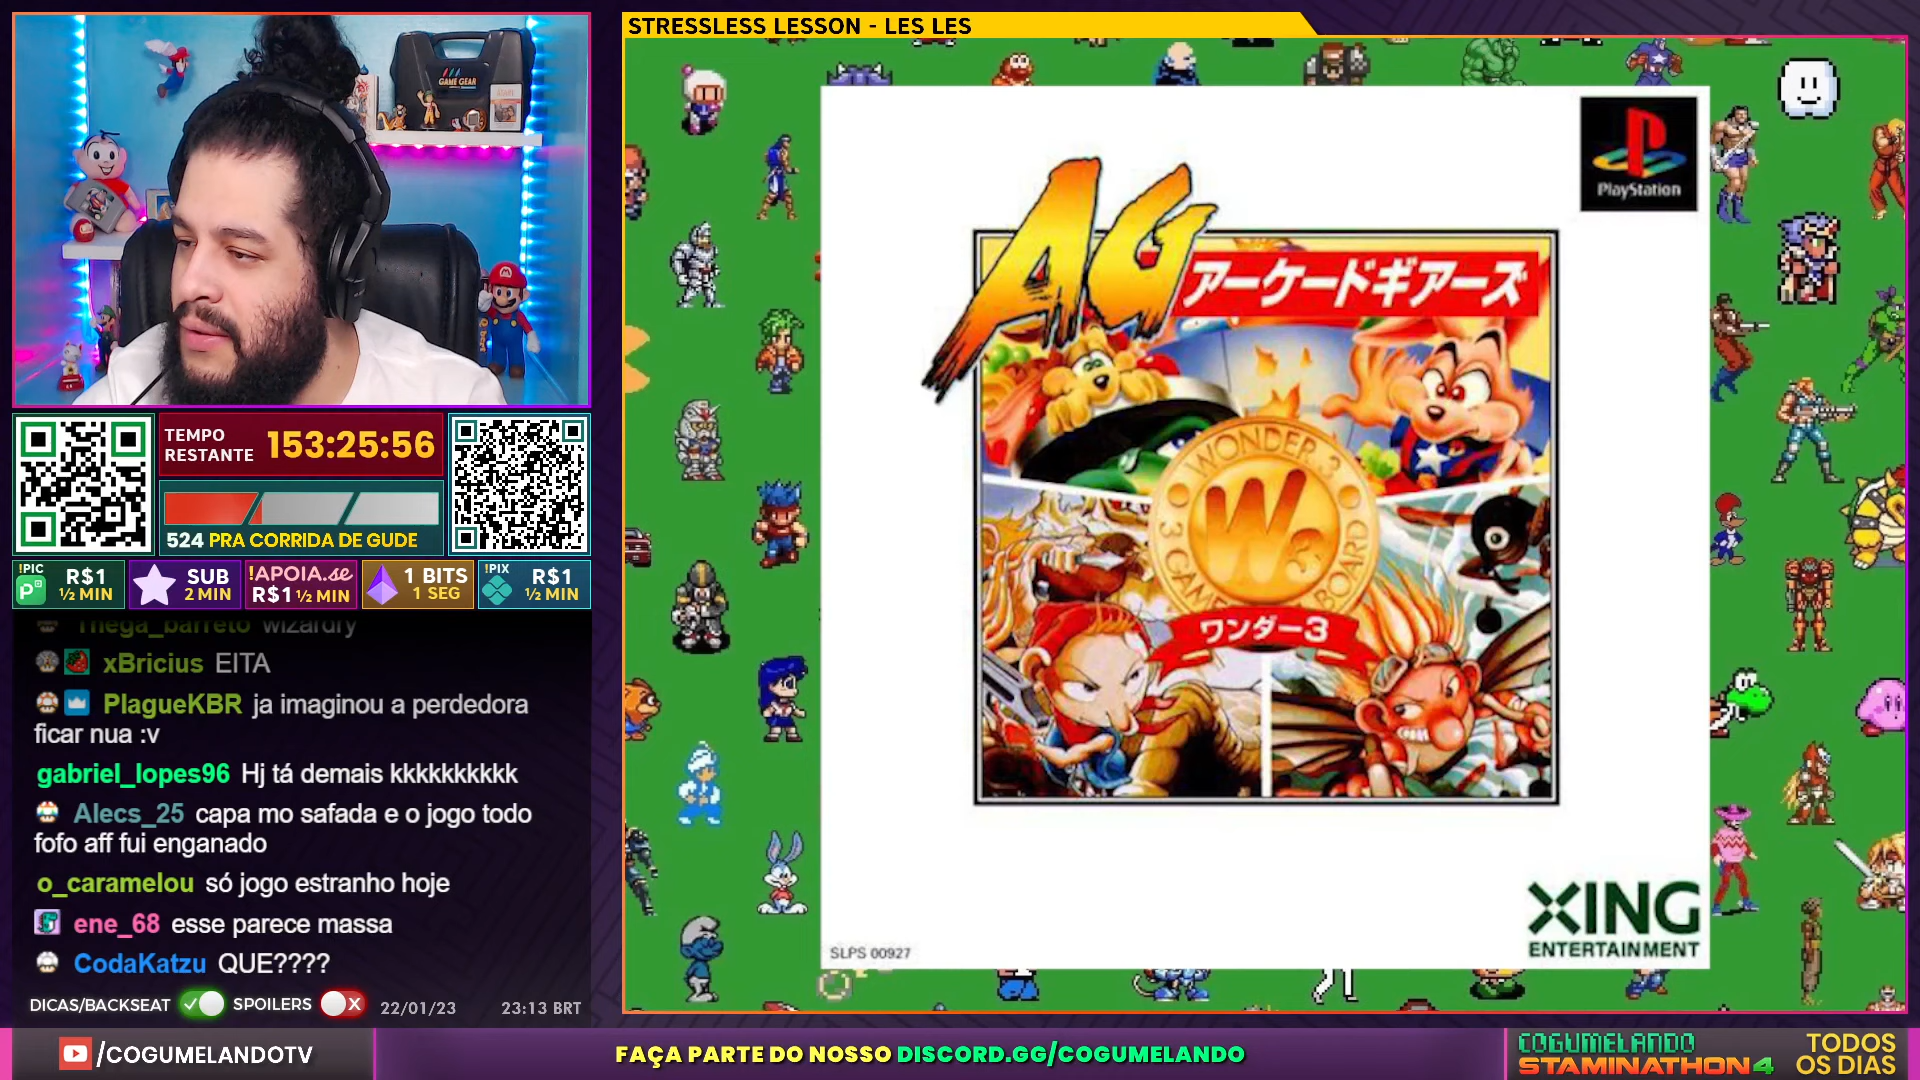 STRESSLESS LESSON - LES LES
GAME GEAR
PlayStation
AG
アーケードギアーズ
WONDER 3
W3
3 GAME BOARD
ワンダー3
XING
ENTERTAINMENT
SLPS 00927
TEMPO
RESTANTE
153:25:56
524 PRA CORRIDA DE GUDE
!PIC
R$1
½ MIN
SUB
2 MIN
!APOIA.se
R$1 ½ MIN
1 BITS
1 SEG
!PIX
R$1
½ MIN
Thega_barreto wizardry
xBricius EITA
PlagueKBR ja imaginou a perdedora
ficar nua :v
gabriel_lopes96 Hj tá demais kkkkkkkkkk
Alecs_25 capa mo safada e o jogo todo
fofo aff fui enganado
o_caramelou só jogo estranho hoje
ene_68 esse parece massa
CodaKatzu QUE????
DICAS/BACKSEAT
SPOILERS
X
22/01/23
23:13 BRT
/COGUMELANDOTV
FAÇA PARTE DO NOSSO DISCORD.GG/COGUMELANDO
COGUMELANDO
STAMINATHON 4
TODOS
OS DIAS